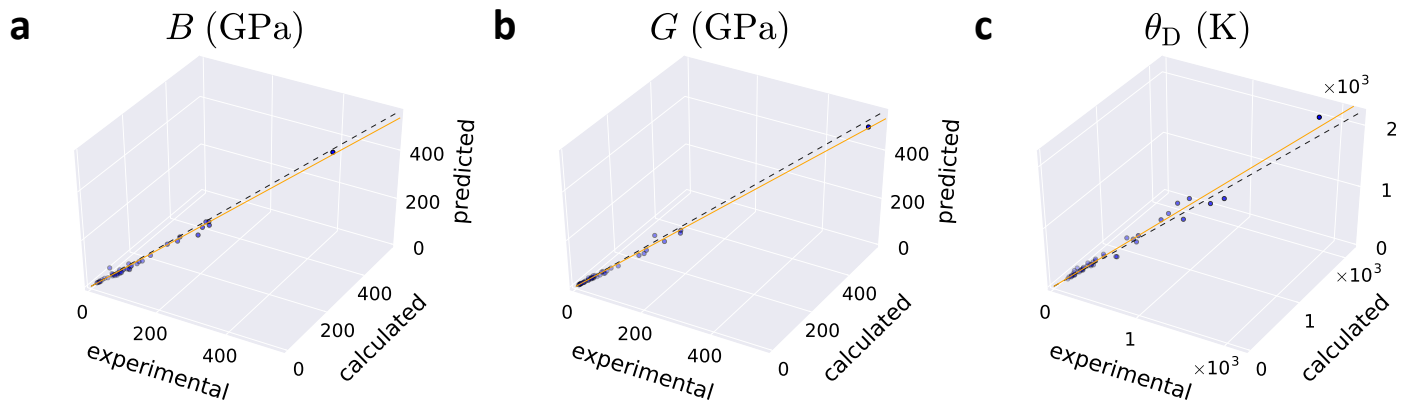 a
B (GPa)
predicted
400
200
0
0
200
400
experimental
400
200
0
calculated
b
G (GPa)
predicted
400
200
0
0
200
400
experimental
400
200
0
calculated
c
θD (K)
×10³
2
1
0
0
1
×10³
experimental
×10³
1
0
calculated